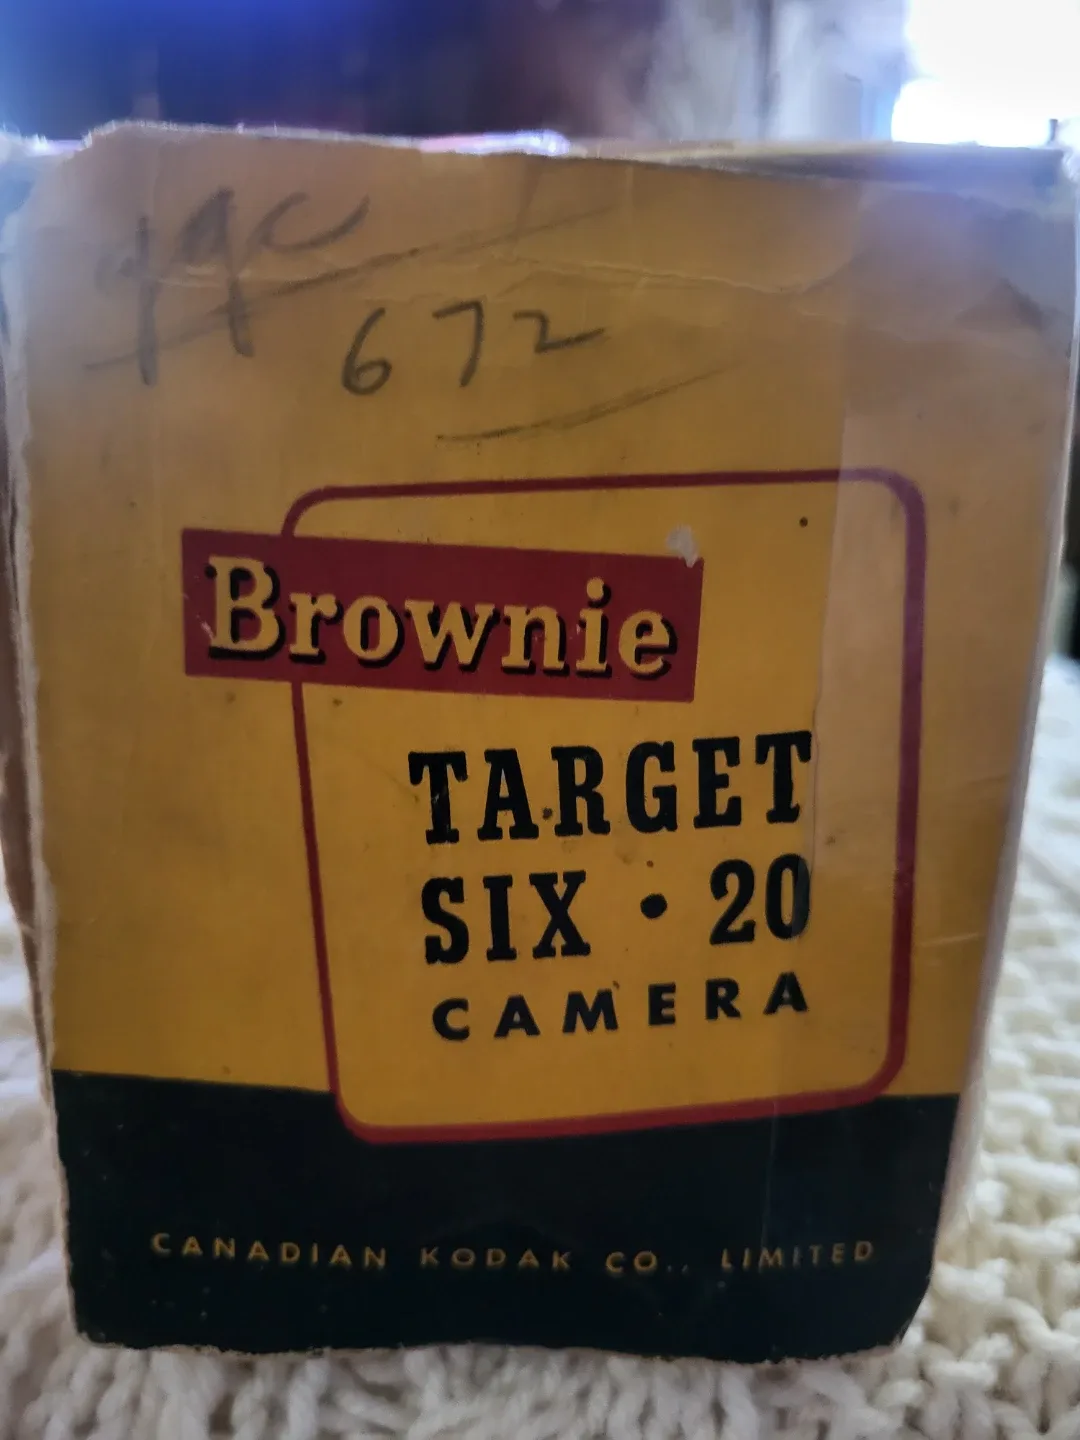 672
Brownie
TARGET
SIX • 20
CAMERA
CANADIAN KODAK CO., LIMITED